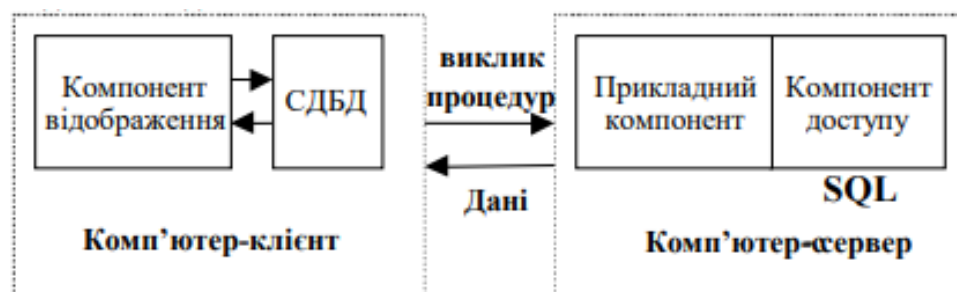 Компонент
відображення
СДБД
виклик
процедур
Дані
Прикладний
компонент
Компонент
доступу
SQL
Комп’ютер-клієнт
Комп’ютер-сервер